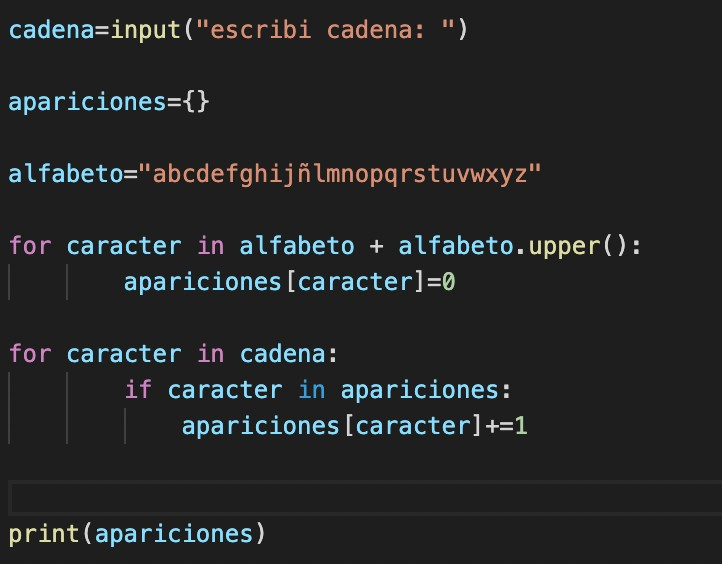 cadena=input("escribi cadena: ")
apariciones={}
alfabeto="abcdefghijñlmnopqrstuvwxyz"
for caracter in alfabeto + alfabeto.upper():
apariciones[caracter]=0
for caracter in cadena:
if caracter in apariciones:
apariciones[caracter]+=1
print(apariciones)